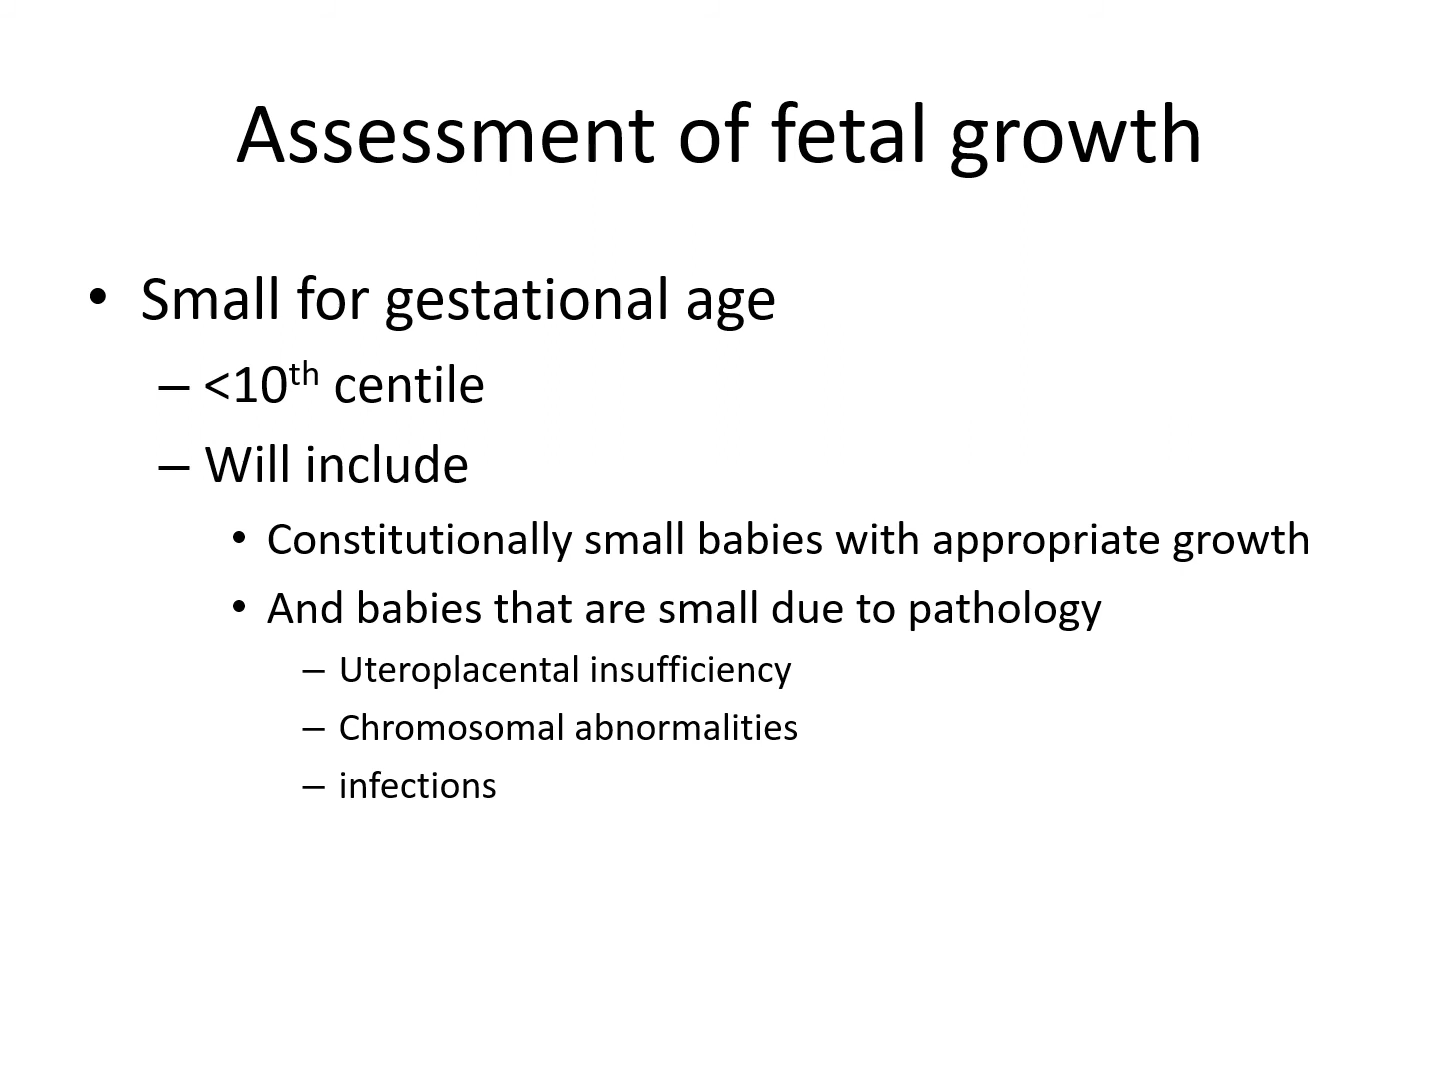 Assessment of fetal growth
• Small for gestational age
– <10th centile
– Will include
• Constitutionally small babies with appropriate growth
• And babies that are small due to pathology
– Uteroplacental insufficiency
– Chromosomal abnormalities
– infections